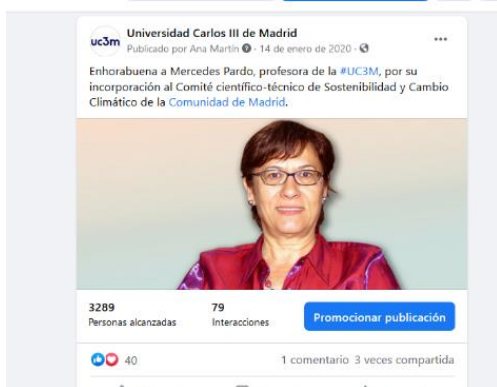 uc3m
Universidad Carlos III de Madrid
Publicado por Ana Martín · 14 de enero de 2020 ·
Enhorabuena a Mercedes Pardo, profesora de la #UC3M, por su
incorporación al Comité científico-técnico de Sostenibilidad y Cambio
Climático de la Comunidad de Madrid.
3289
Personas alcanzadas
79
Interacciones
Promocionar publicación
40
1 comentario 3 veces compartida